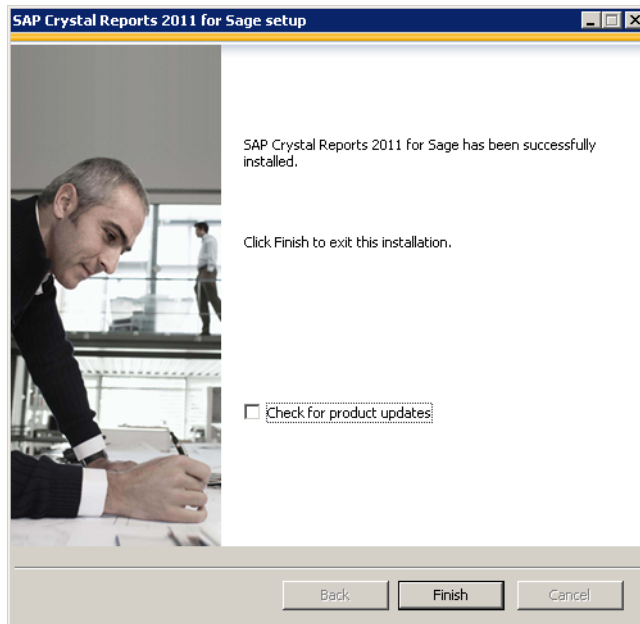 SAP Crystal Reports 2011 for Sage setup
SAP Crystal Reports 2011 for Sage has been successfully
installed.
Click Finish to exit this installation.
Check for product updates
Back Finish Cancel